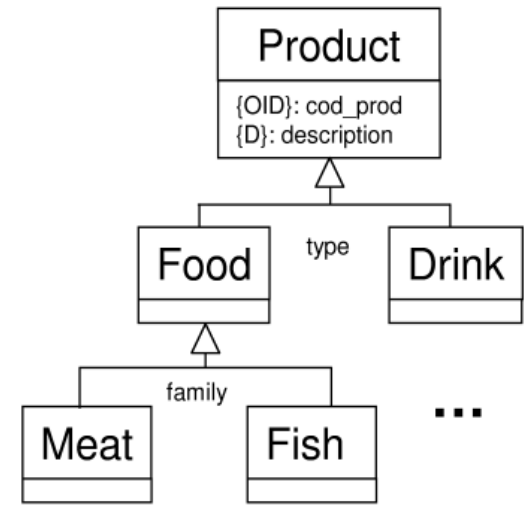 Product
{OID}: cod_prod
{D}: description
type
Food
Drink
family
Meat
Fish
...